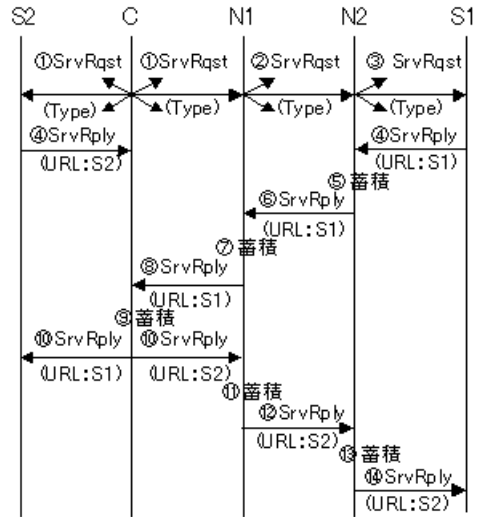 S2 C N1 N2 S1
①SrvRqst ①SrvRqst ②SrvRqst ③ SrvRqst
(Type) (Type) (Type) (Type)
④SrvRply ④SrvRply
(URL:S2) (URL:S1)
⑤蓄積
⑥SrvRply
(URL:S1)
⑦蓄積
⑧SrvRply
(URL:S1)
⑨蓄積
⑩SrvRply ⑩SrvRply
(URL:S1) (URL:S2)
⑪蓄積
⑫SrvRply
(URL:S2)
⑬蓄積
⑭SrvRply
(URL:S2)